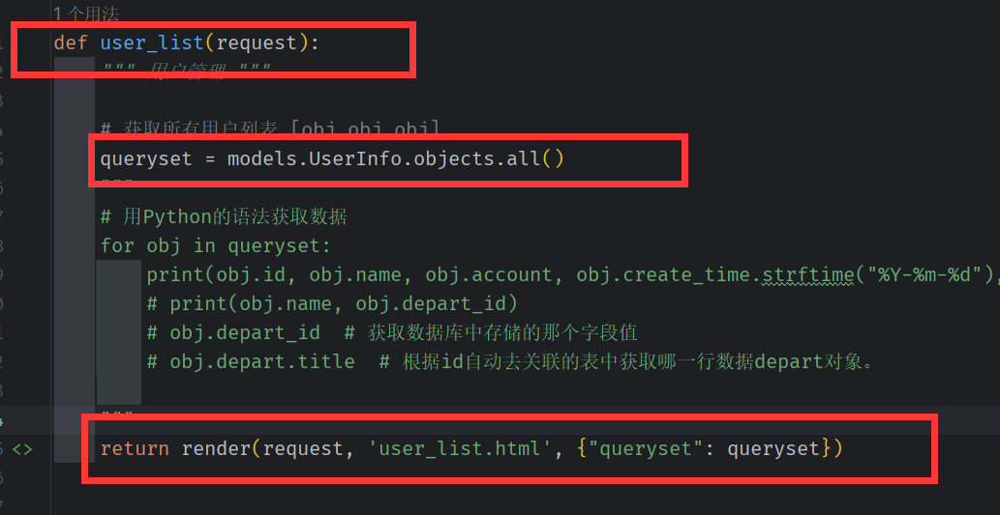 1 个用法
def user_list(request):
""" 用户管理 """
# 获取所有用户列表 [obj,obj,obj]
queryset = models.UserInfo.objects.all()
"""
# 用Python的语法获取数据
for obj in queryset:
print(obj.id, obj.name, obj.account, obj.create_time.strftime("%Y-%m-%d"),
# print(obj.name, obj.depart_id)
# obj.depart_id  # 获取数据库中存储的那个字段值
# obj.depart.title  # 根据id自动去关联的表中获取哪一行数据depart对象。
"""
return render(request, 'user_list.html', {"queryset": queryset})